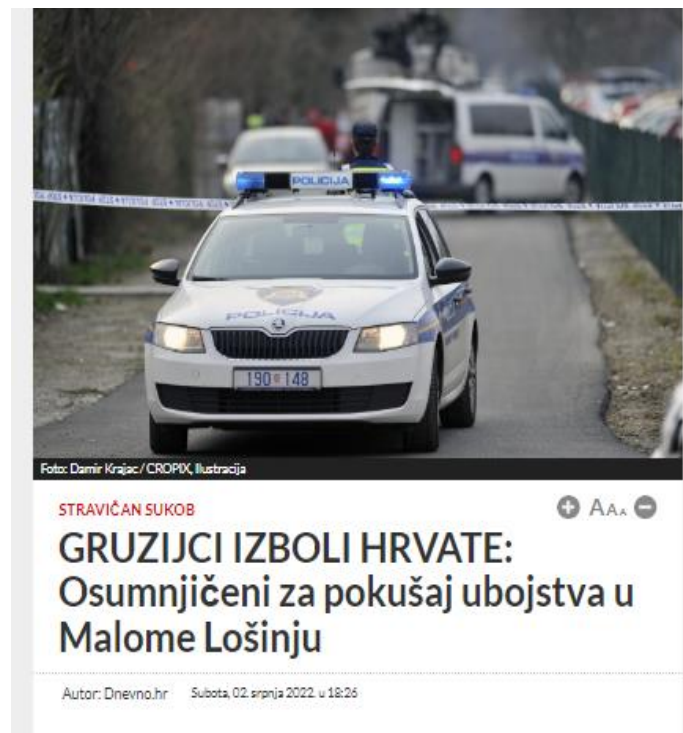 POLICIJA
POLICIJA
190 148
Foto: Damir Krajac / CROPIX, Ilustracija
STRAVIČAN SUKOB
AAA
GRUZIJCI IZBOLI HRVATE:
Osumnjičeni za pokušaj ubojstva u
Malome Lošinju
Autor: Dnevno.hr Subota, 02. srpnja 2022. u 18:26